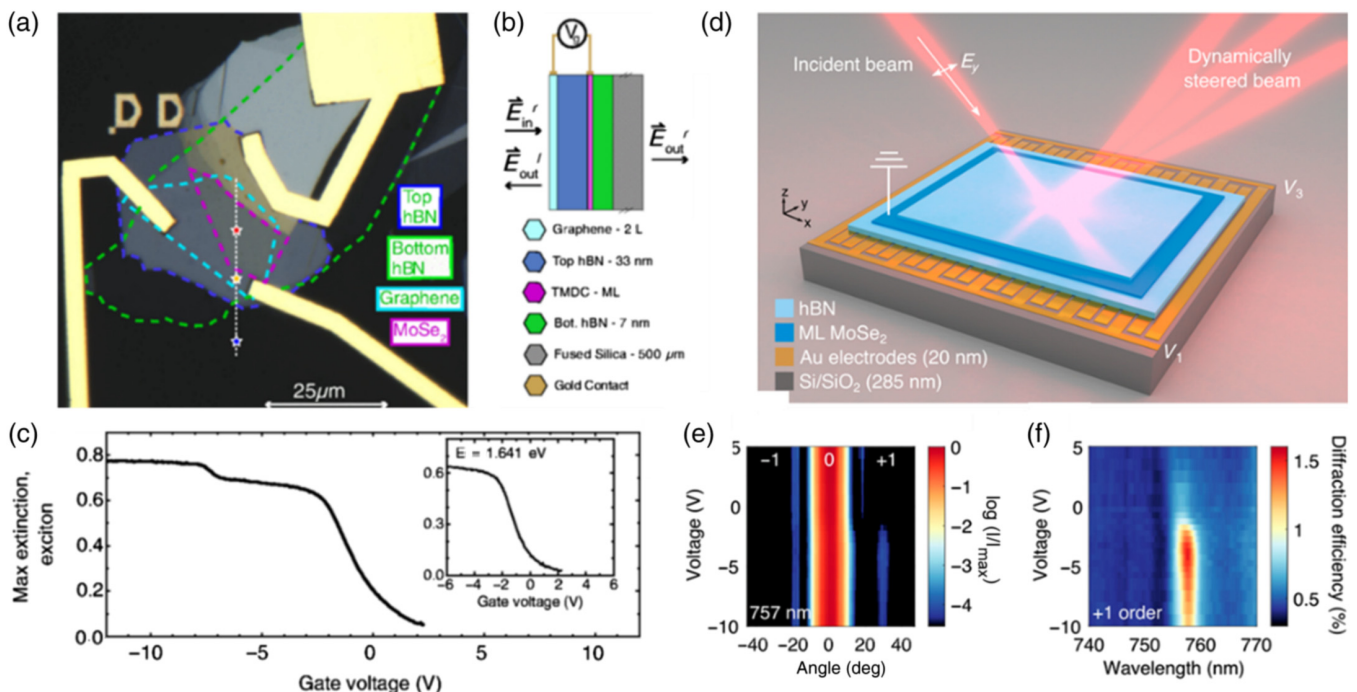 (a)
D D
Top
hBN
Bottom
hBN
Graphene
MoSe₂
25μm
(b)
V_g
E_in^r
E_out^l
E_out^r
Graphene - 2 L
Top hBN - 33 nm
TMDC - ML
Bot. hBN - 7 nm
Fused Silica - 500 μm
Gold Contact
(c)
Max extinction,
exciton
0.8
0.6
0.4
0.2
0.0
-10
-5
0
5
10
Gate voltage (V)
E = 1.641 eV
0.6
0.3
0.0
-6 -4 -2 0 2 4 6
Gate voltage (V)
(d)
Incident beam
E_y
Dynamically
steered beam
z
y
x
V₃
V₁
hBN
ML MoSe₂
Au electrodes (20 nm)
Si/SiO₂ (285 nm)
(e)
Voltage (V)
5
0
−5
−10
−1 0 +1
757 nm
−40 −20 0 20 40
Angle (deg)
0
−1
−2
−3
−4
log (I/I_max)
(f)
Voltage (V)
5
0
−5
−10
+1 order
740 750 760 770
Wavelength (nm)
1.5
1
0.5
Diffraction efficiency (%)